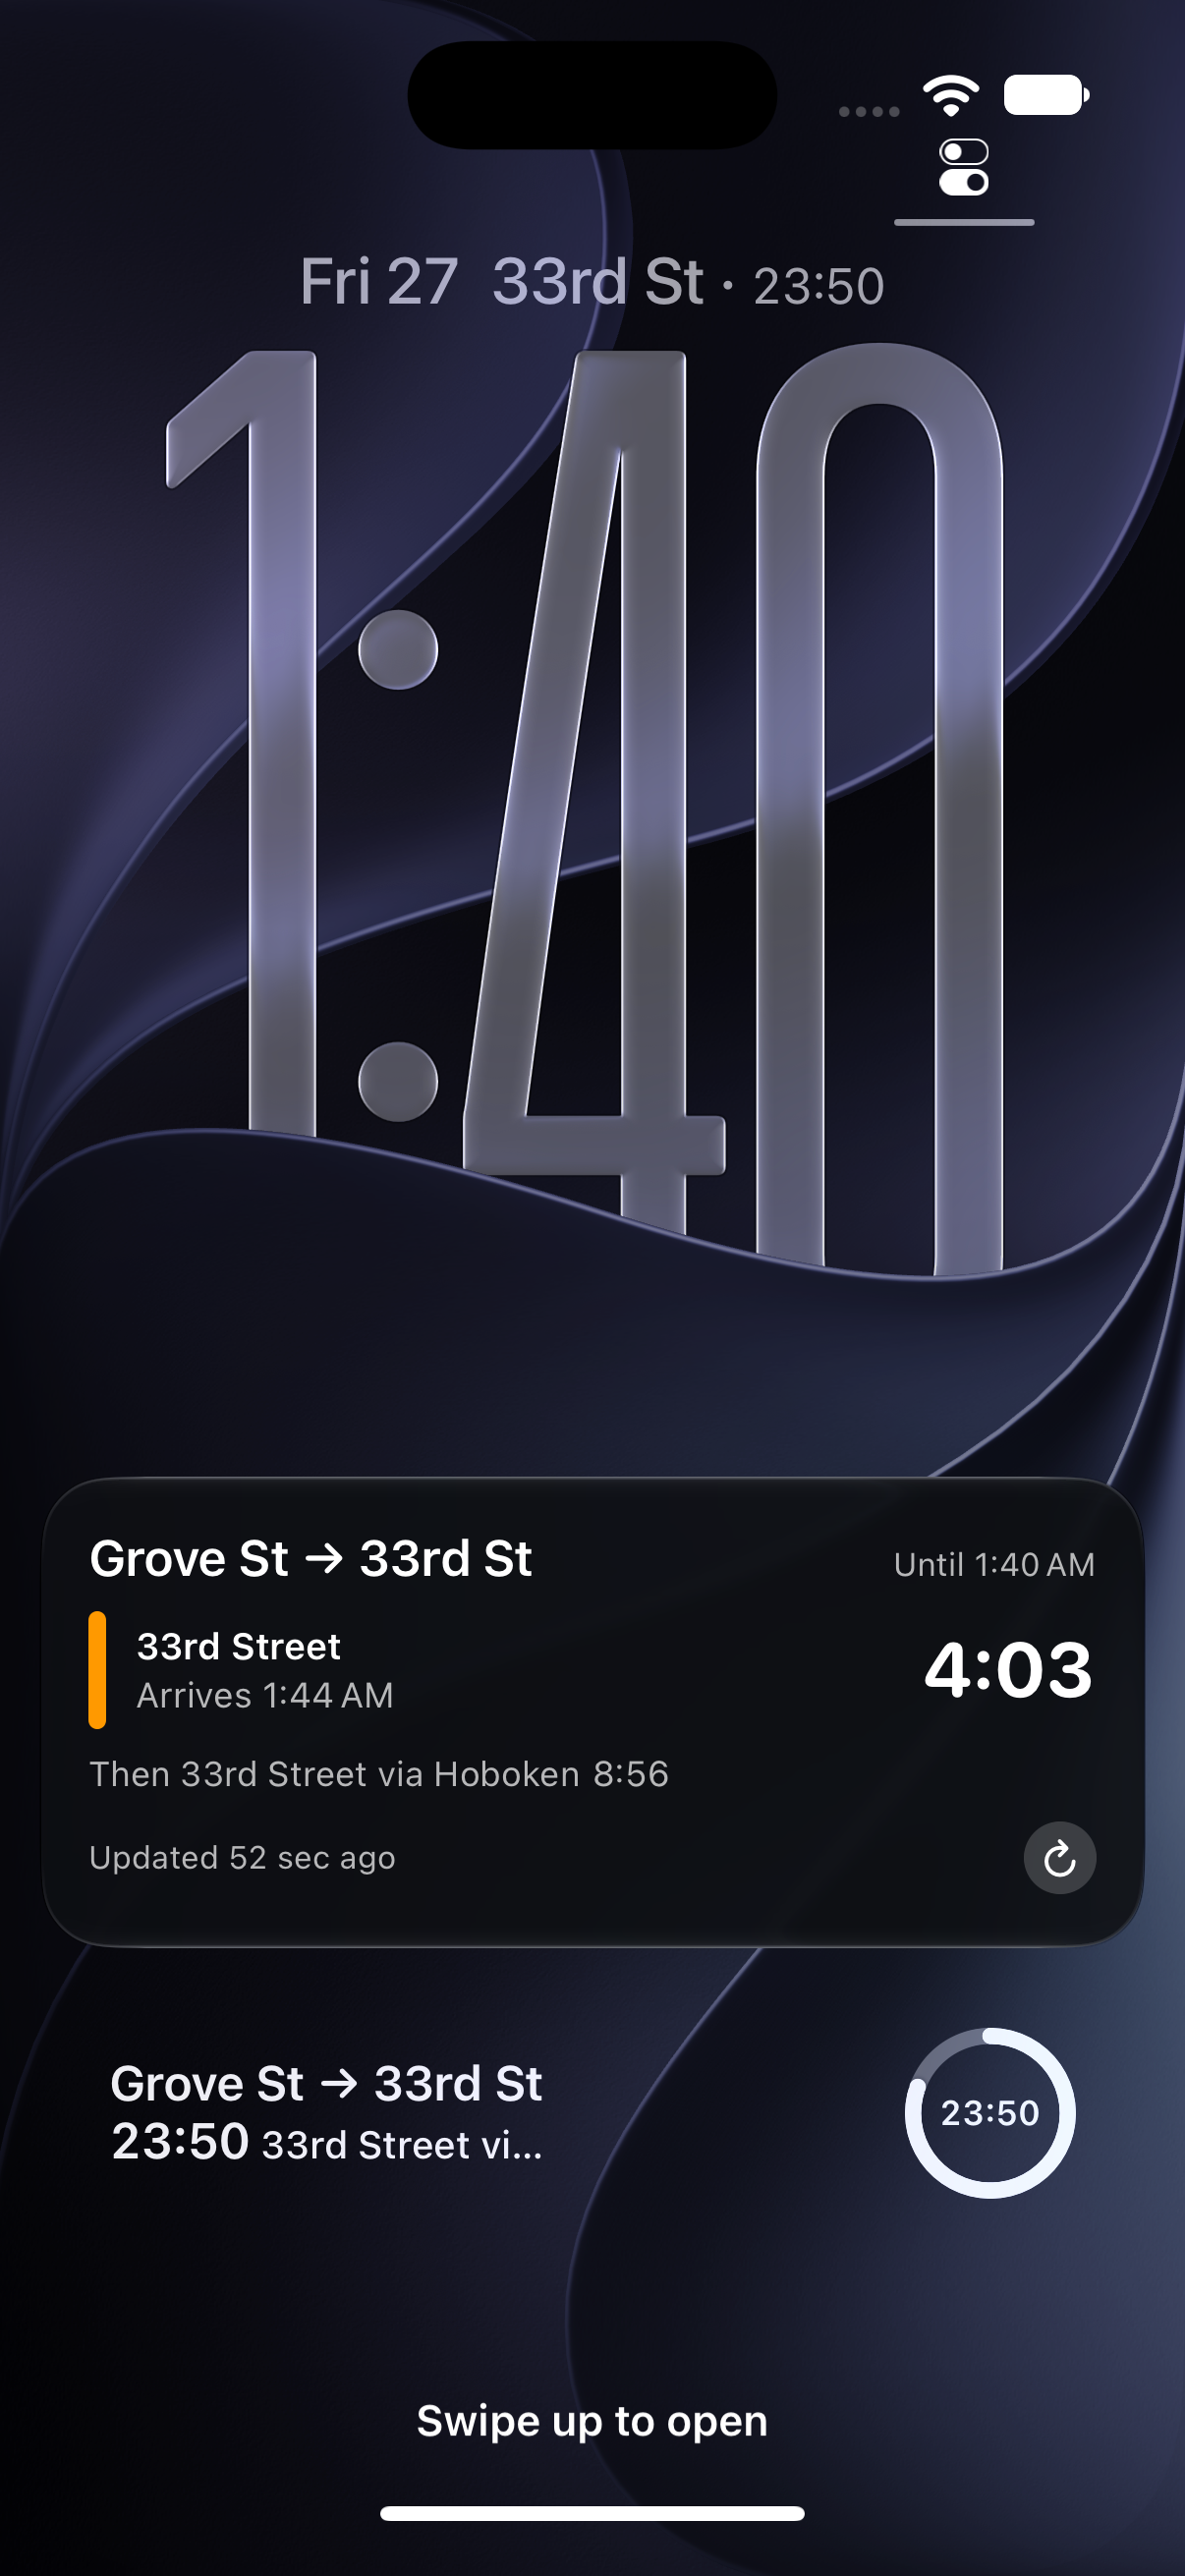 Fri 27 33rd St · 23:50
1:40
Grove St → 33rd St
Until 1:40 AM
33rd Street
Arrives 1:44 AM
4:03
Then 33rd Street via Hoboken 8:56
Updated 52 sec ago
Grove St → 33rd St
23:50 33rd Street vi...
23:50
Swipe up to open